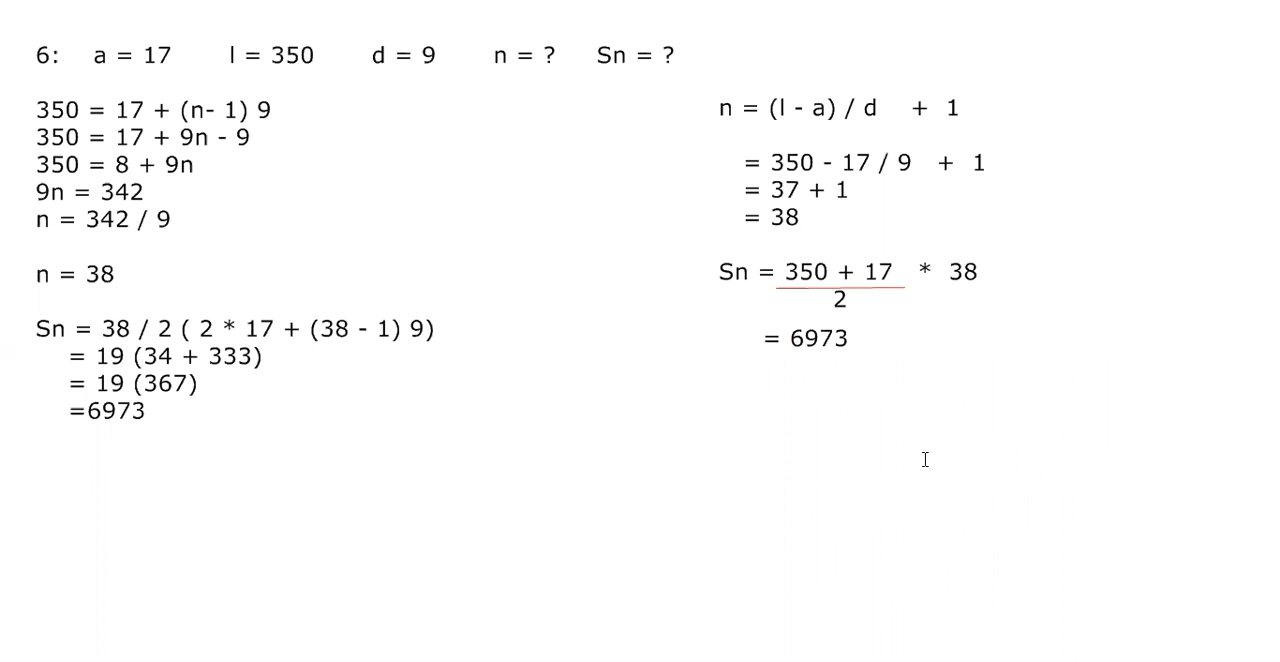 6: a = 17 l = 350 d = 9 n = ? Sn = ?
350 = 17 + (n- 1) 9
350 = 17 + 9n - 9
350 = 8 + 9n
9n = 342
n = 342 / 9
n = 38
Sn = 38 / 2 ( 2 * 17 + (38 - 1) 9)
= 19 (34 + 333)
= 19 (367)
=6973
n = (l - a) / d + 1
= 350 - 17 / 9 + 1
= 37 + 1
= 38
Sn = 350 + 17 * 38
2
= 6973